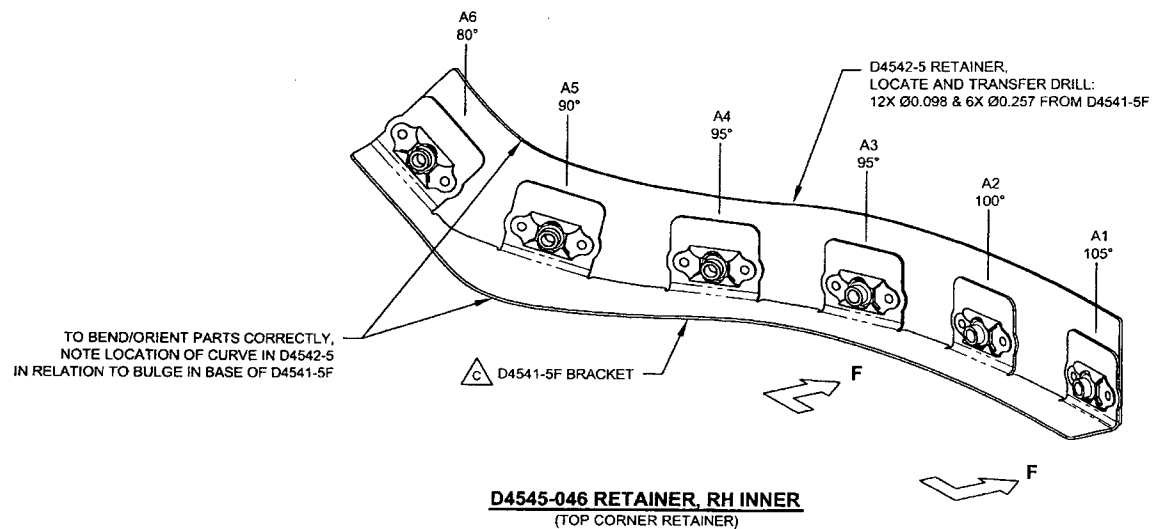 A6
80°
A5
90°
A4
95°
A3
95°
A2
100°
A1
105°
D4542-5 RETAINER,
LOCATE AND TRANSFER DRILL:
12X Ø0.098 & 6X Ø0.257 FROM D4541-5F
TO BEND/ORIENT PARTS CORRECTLY,
NOTE LOCATION OF CURVE IN D4542-5
IN RELATION TO BULGE IN BASE OF D4541-5F
C D4541-5F BRACKET
F
F
D4545-046 RETAINER, RH INNER
(TOP CORNER RETAINER)